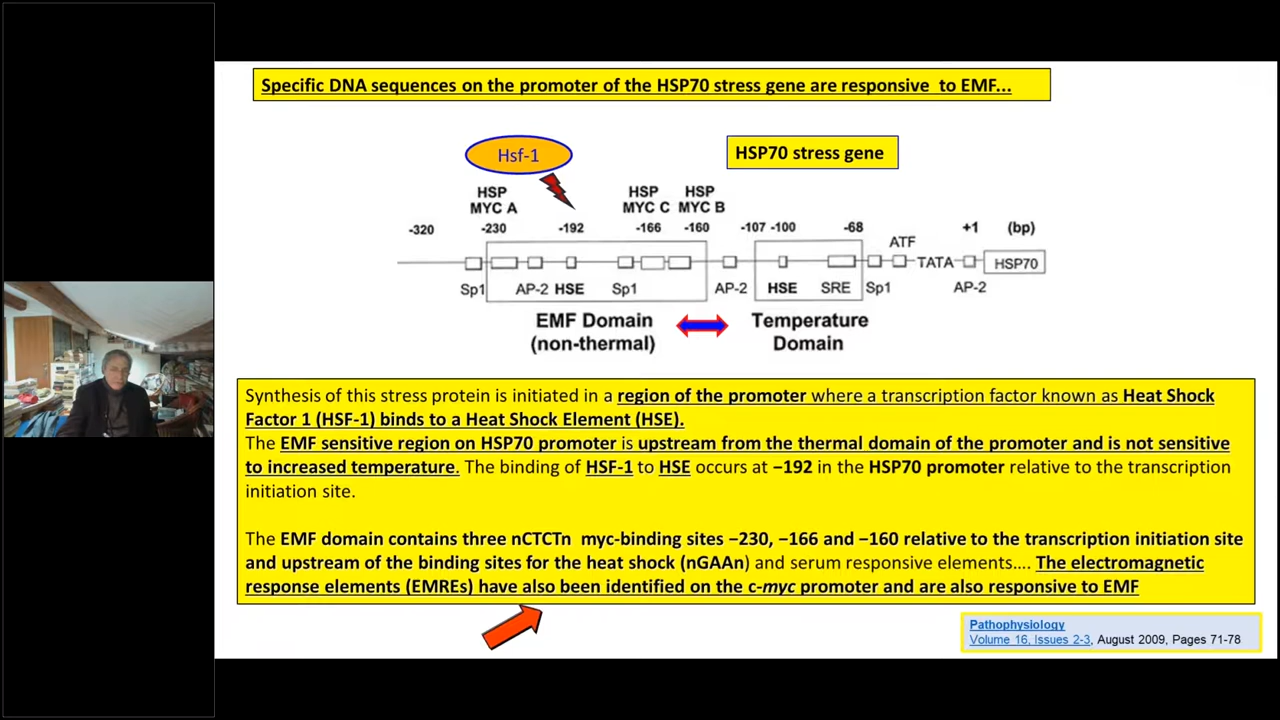 Specific DNA sequences on the promoter of the HSP70 stress gene are responsive  to EMF...
Hsf-1
HSP70 stress gene
HSP
MYC A
HSP
MYC C
HSP
MYC B
-320
-230
-192
-166
-160
-107 -100
-68
ATF
+1
(bp)
TATA
HSP70
Sp1
AP-2
HSE
Sp1
AP-2
HSE
SRE
Sp1
AP-2
EMF Domain
(non-thermal)
Temperature
Domain
Synthesis of this stress protein is initiated in a region of the promoter where a transcription factor known as Heat Shock
Factor 1 (HSF-1) binds to a Heat Shock Element (HSE).
The EMF sensitive region on HSP70 promoter is upstream from the thermal domain of the promoter and is not sensitive
to increased temperature. The binding of HSF-1 to HSE occurs at −192 in the HSP70 promoter relative to the transcription
initiation site.
The EMF domain contains three nCTCTn  myc-binding sites −230, −166 and −160 relative to the transcription initiation site
and upstream of the binding sites for the heat shock (nGAAn) and serum responsive elements.... The electromagnetic
response elements (EMREs) have also been identified on the c-myc promoter and are also responsive to EMF
Pathophysiology
Volume 16, Issues 2-3, August 2009, Pages 71-78